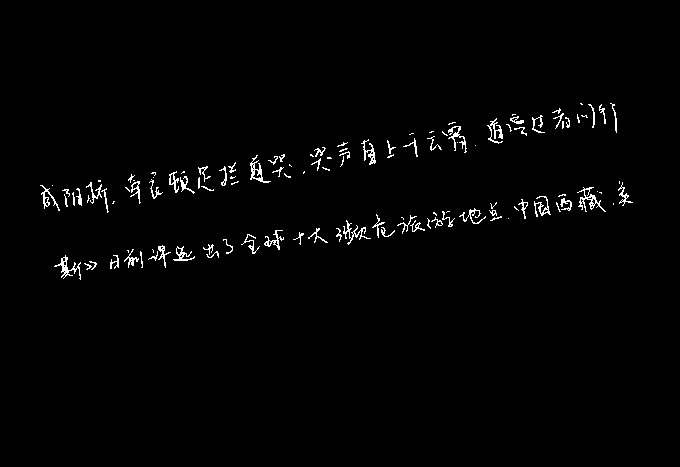 咸阳桥.牵衣顿足拦道哭.哭声直上干云霄.道旁过者问行
斯》日前评选出了全球十大濒危旅游地点.中国西藏.美